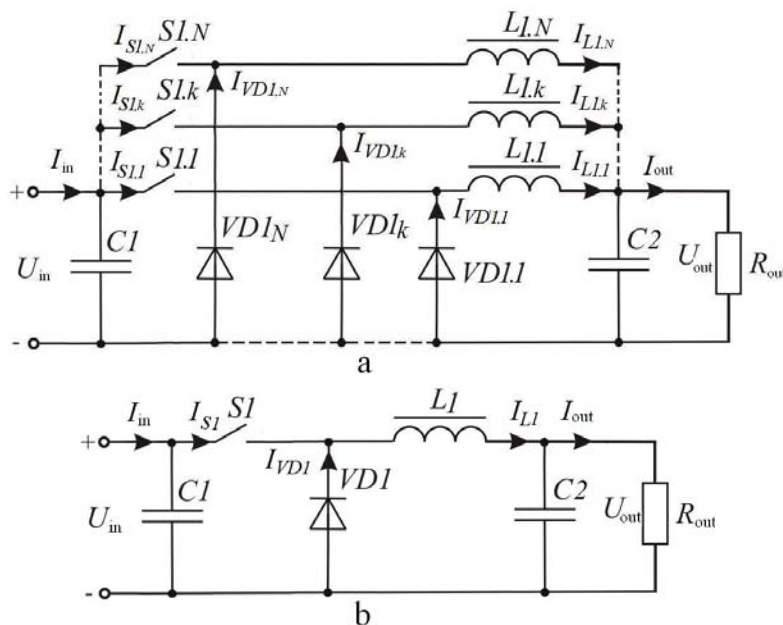 I_S1.N S1.N L1.N I_L1.N
I_VD1.N
I_S1.k S1.k L1.k I_L1.k
I_VD1.k
I_in I_S1.1 S1.1 L1.1 I_L1.1 I_out
+
I_VD1.1
C1 VD1_N VD1_k VD1.1 C2
U_in U_out R_out
-
a
I_in I_S1 S1 L1 I_L1 I_out
+
I_VD1 VD1
C1 C2
U_in U_out R_out
-
b